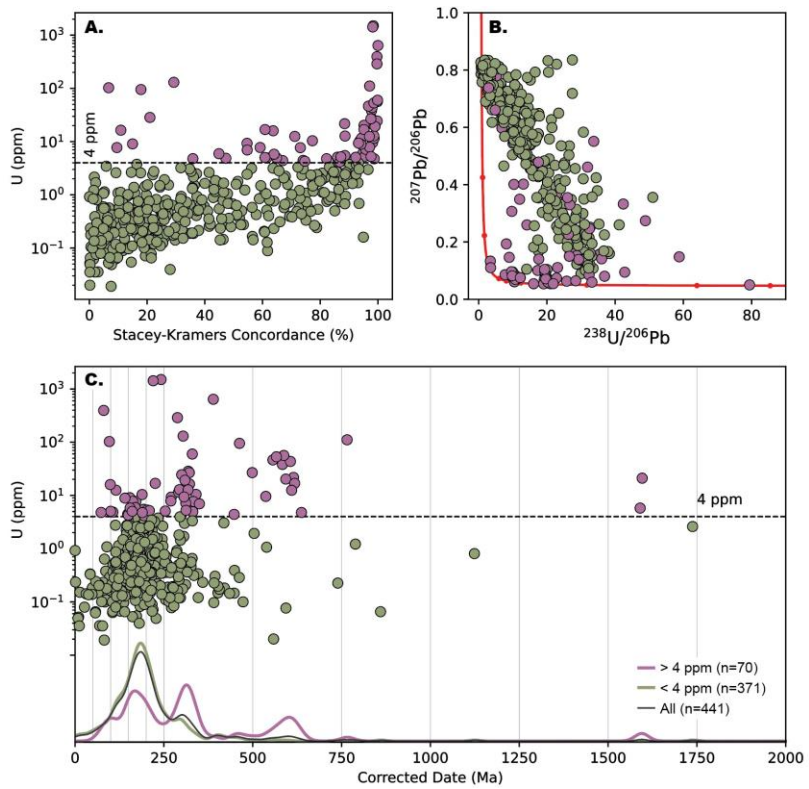 A.
10³
10²
10¹
10⁰
10⁻¹
U (ppm)
4 ppm
0 20 40 60 80 100
Stacey-Kramers Concordance (%)
B.
1.0
0.8
0.6
0.4
0.2
0.0
²⁰⁷Pb/²⁰⁶Pb
0 20 40 60 80
²³⁸U/²⁰⁶Pb
C.
10³
10²
10¹
10⁰
10⁻¹
U (ppm)
4 ppm
> 4 ppm (n=70)
< 4 ppm (n=371)
All (n=441)
0 250 500 750 1000 1250 1500 1750 2000
Corrected Date (Ma)